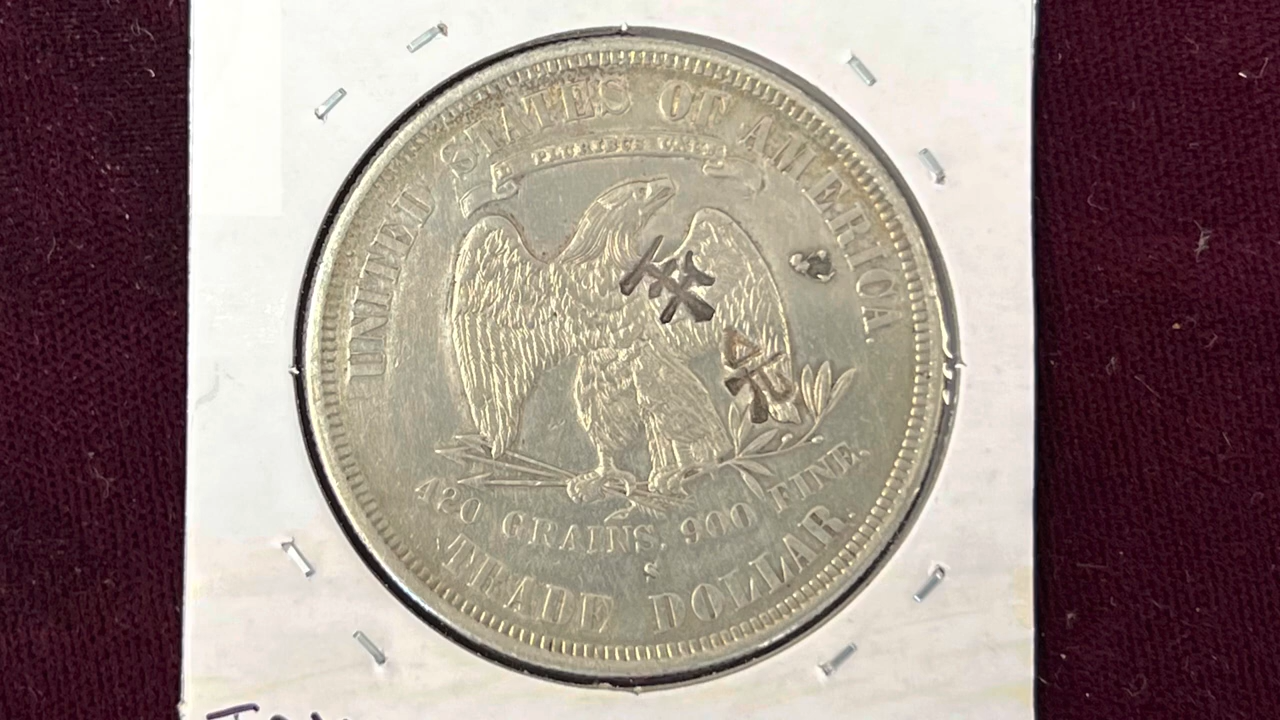 UNITED STATES OF AMERICA.
PLURIBUS UNUM
420 GRAINS, 900 FINE.
S
TRADE DOLLAR.